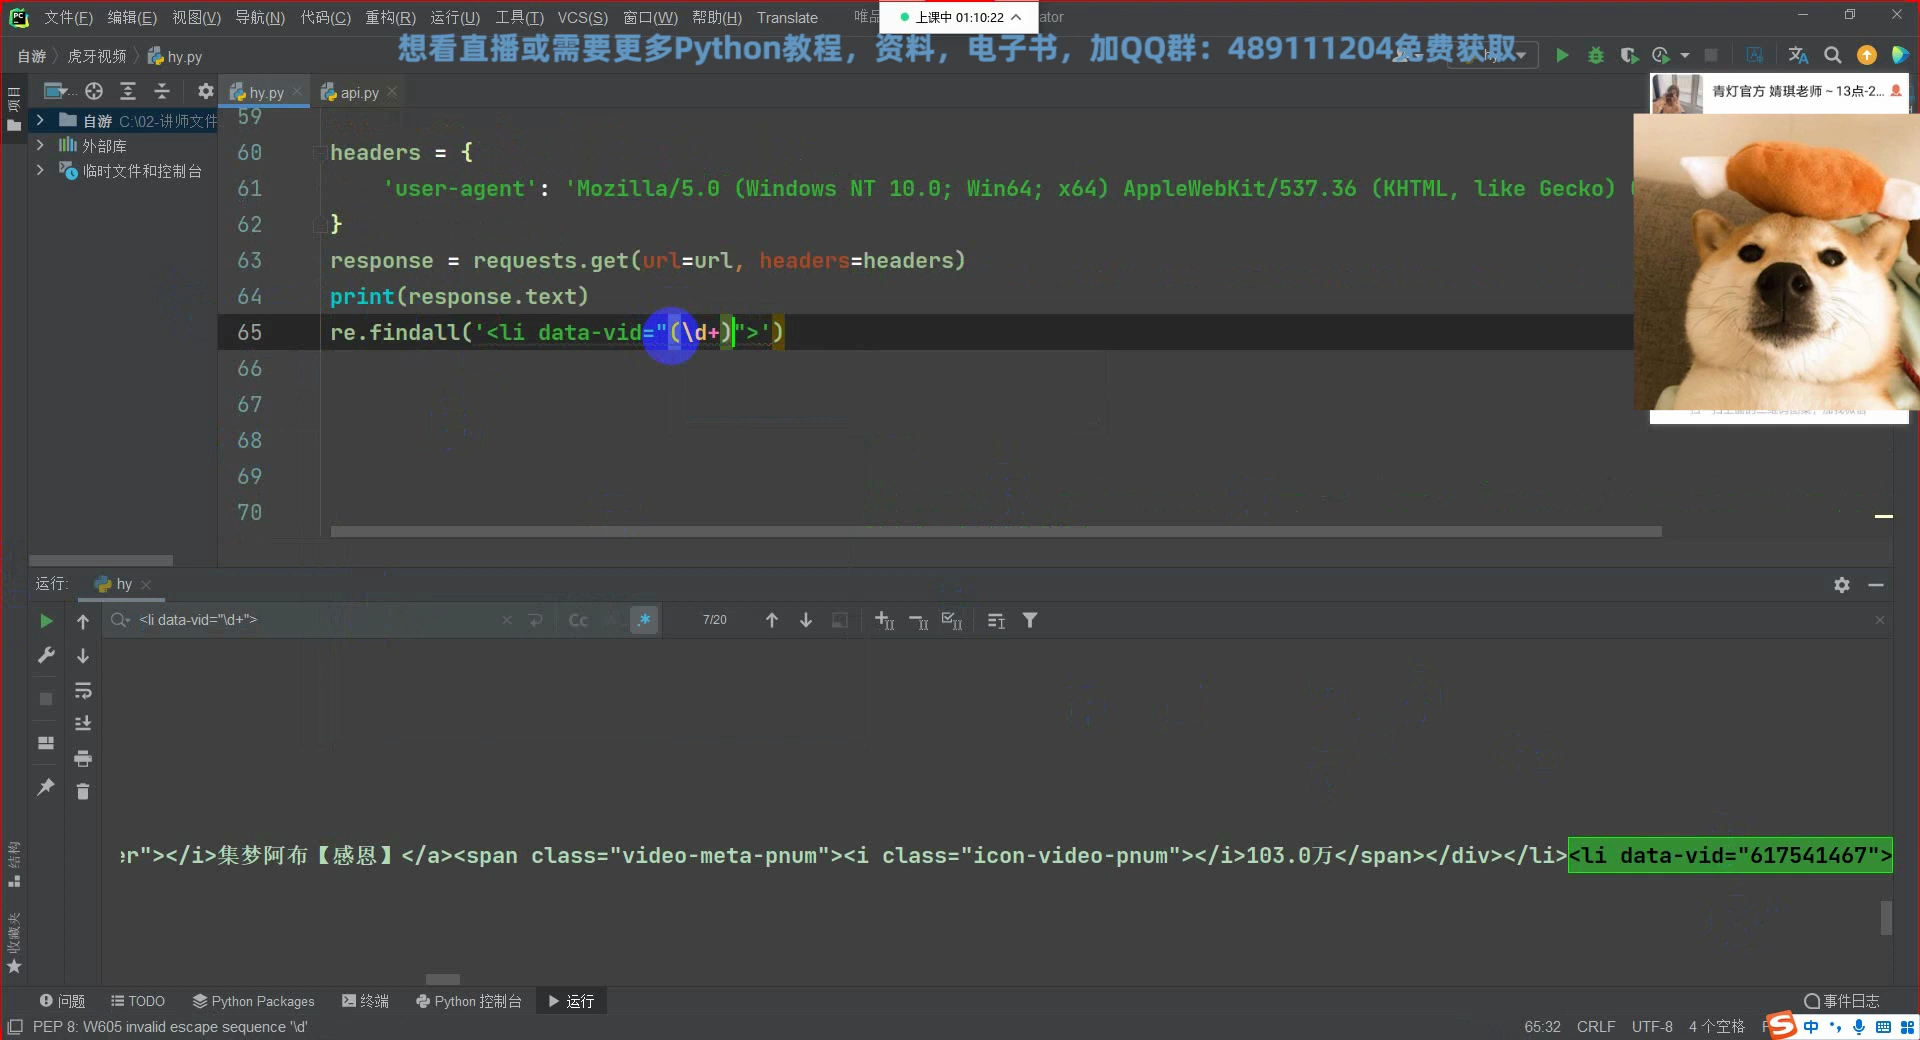 文件(F) 编辑(E) 视图(V) 导航(N) 代码(C) 重构(R) 运行(U) 工具(T) VCS(S) 窗口(W) 帮助(H) Translate
上课中 01:10:22
想看直播或需要更多Python教程，资料，电子书，加QQ群：489111204免费获取
自游 虎牙视频 hy.py
项目
hy.py api.py
青灯官方 婧琪老师 ~ 13点-2...
自游 C:\02-讲师文件
外部库
临时文件和控制台
59
60 headers = {
61 'user-agent': 'Mozilla/5.0 (Windows NT 10.0; Win64; x64) AppleWebKit/537.36 (KHTML, like Gecko)
62 }
63 response = requests.get(url=url, headers=headers)
64 print(response.text)
65 re.findall('<li data-vid="(\d+)">')
66
67
68
69
70
运行: hy
<li data-vid="\d+"> Cc .* 7/20
er"></i>集梦阿布【感恩】</a><span class="video-meta-pnum"><i class="icon-video-pnum"></i>103.0万</span></div></li><li data-vid="617541467">
结构
收藏夹
问题 TODO Python Packages 终端 Python 控制台 运行 事件日志
PEP 8: W605 invalid escape sequence '\d' 65:32 CRLF UTF-8 4 个空格 中